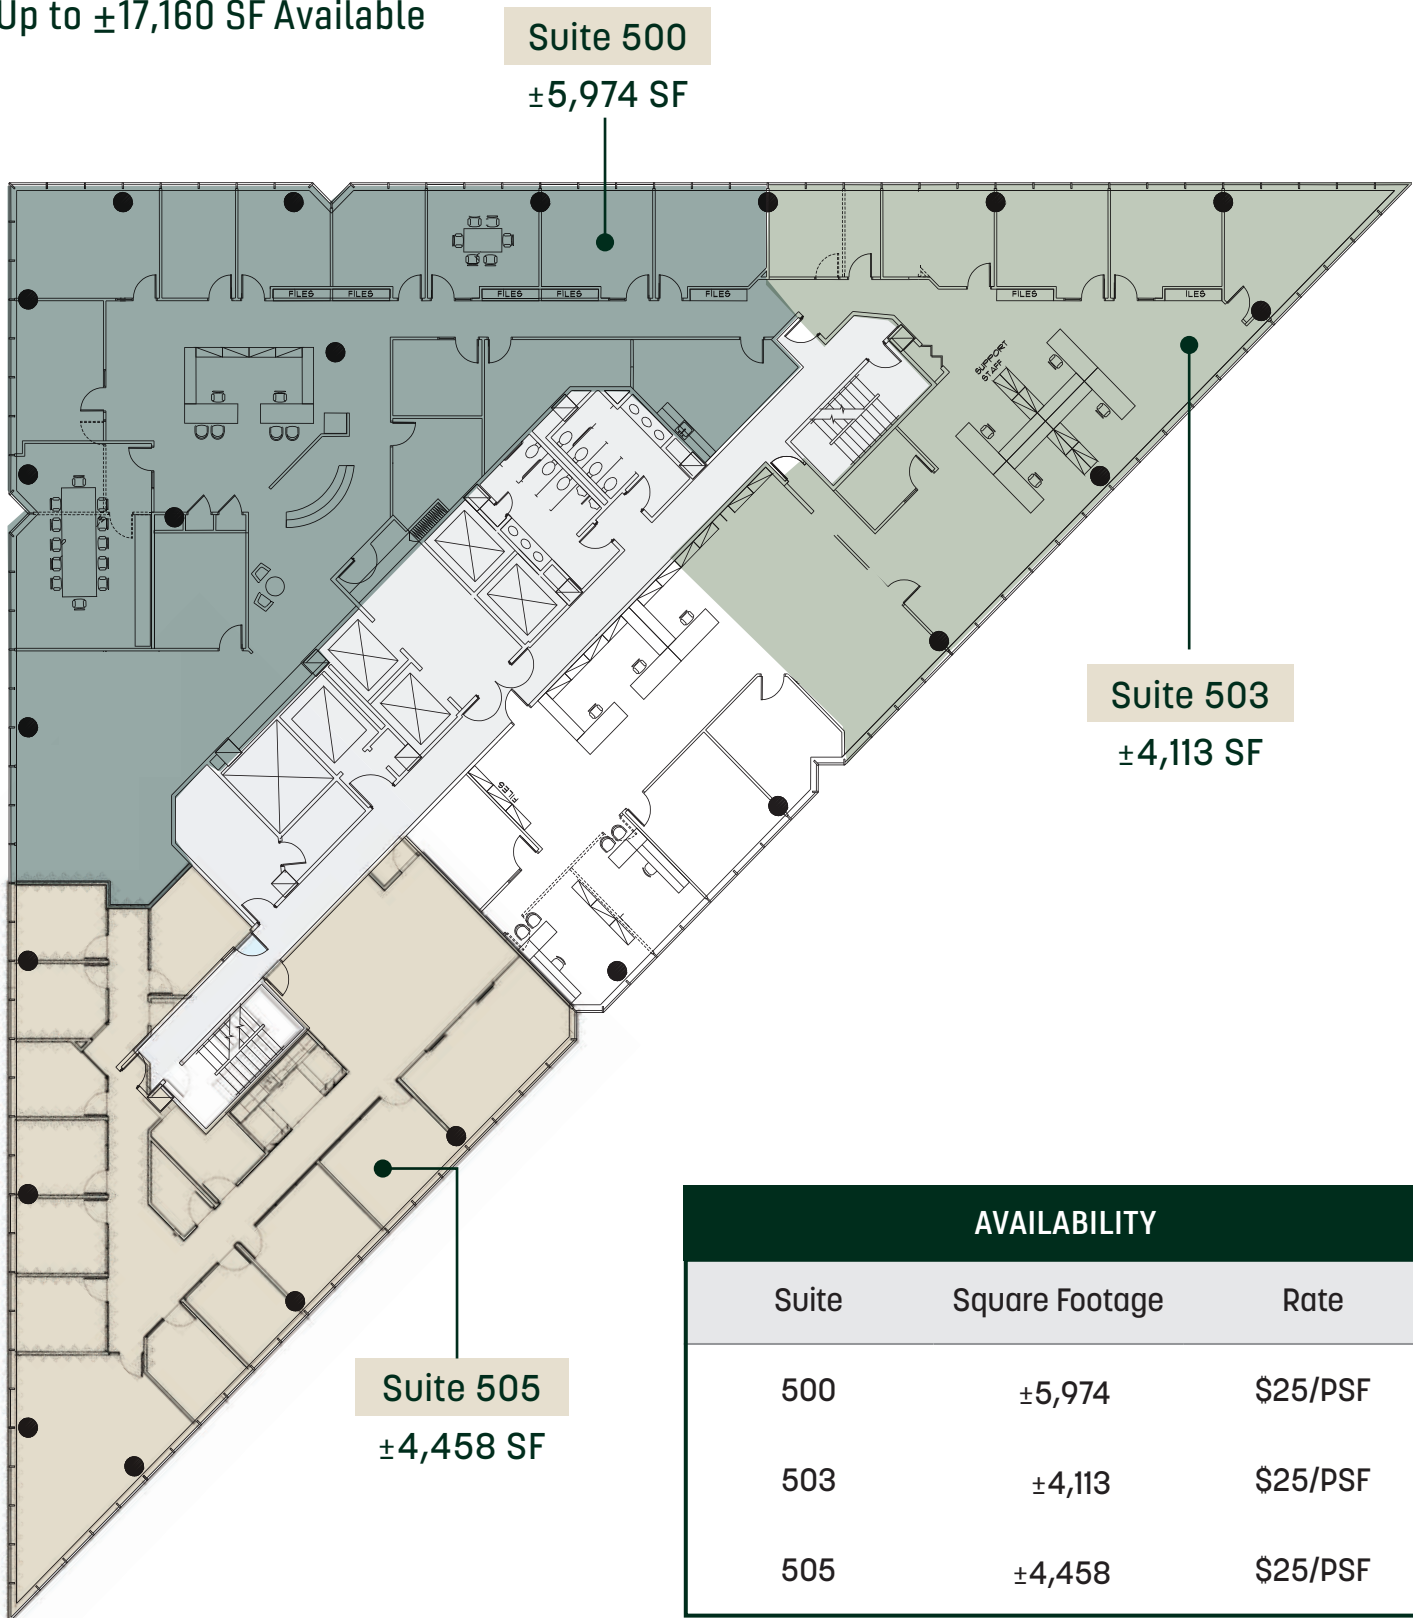 Up to ±17,160 SF Available
Suite 500
±5,974 SF
FILES FILES FILES FILES FILES FILES ILES
SUPPORT
STAFF
FILES
Suite 503
±4,113 SF
Suite 505
±4,458 SF
AVAILABILITY
Suite Square Footage Rate
500 ±5,974 $25/PSF
503 ±4,113 $25/PSF
505 ±4,458 $25/PSF